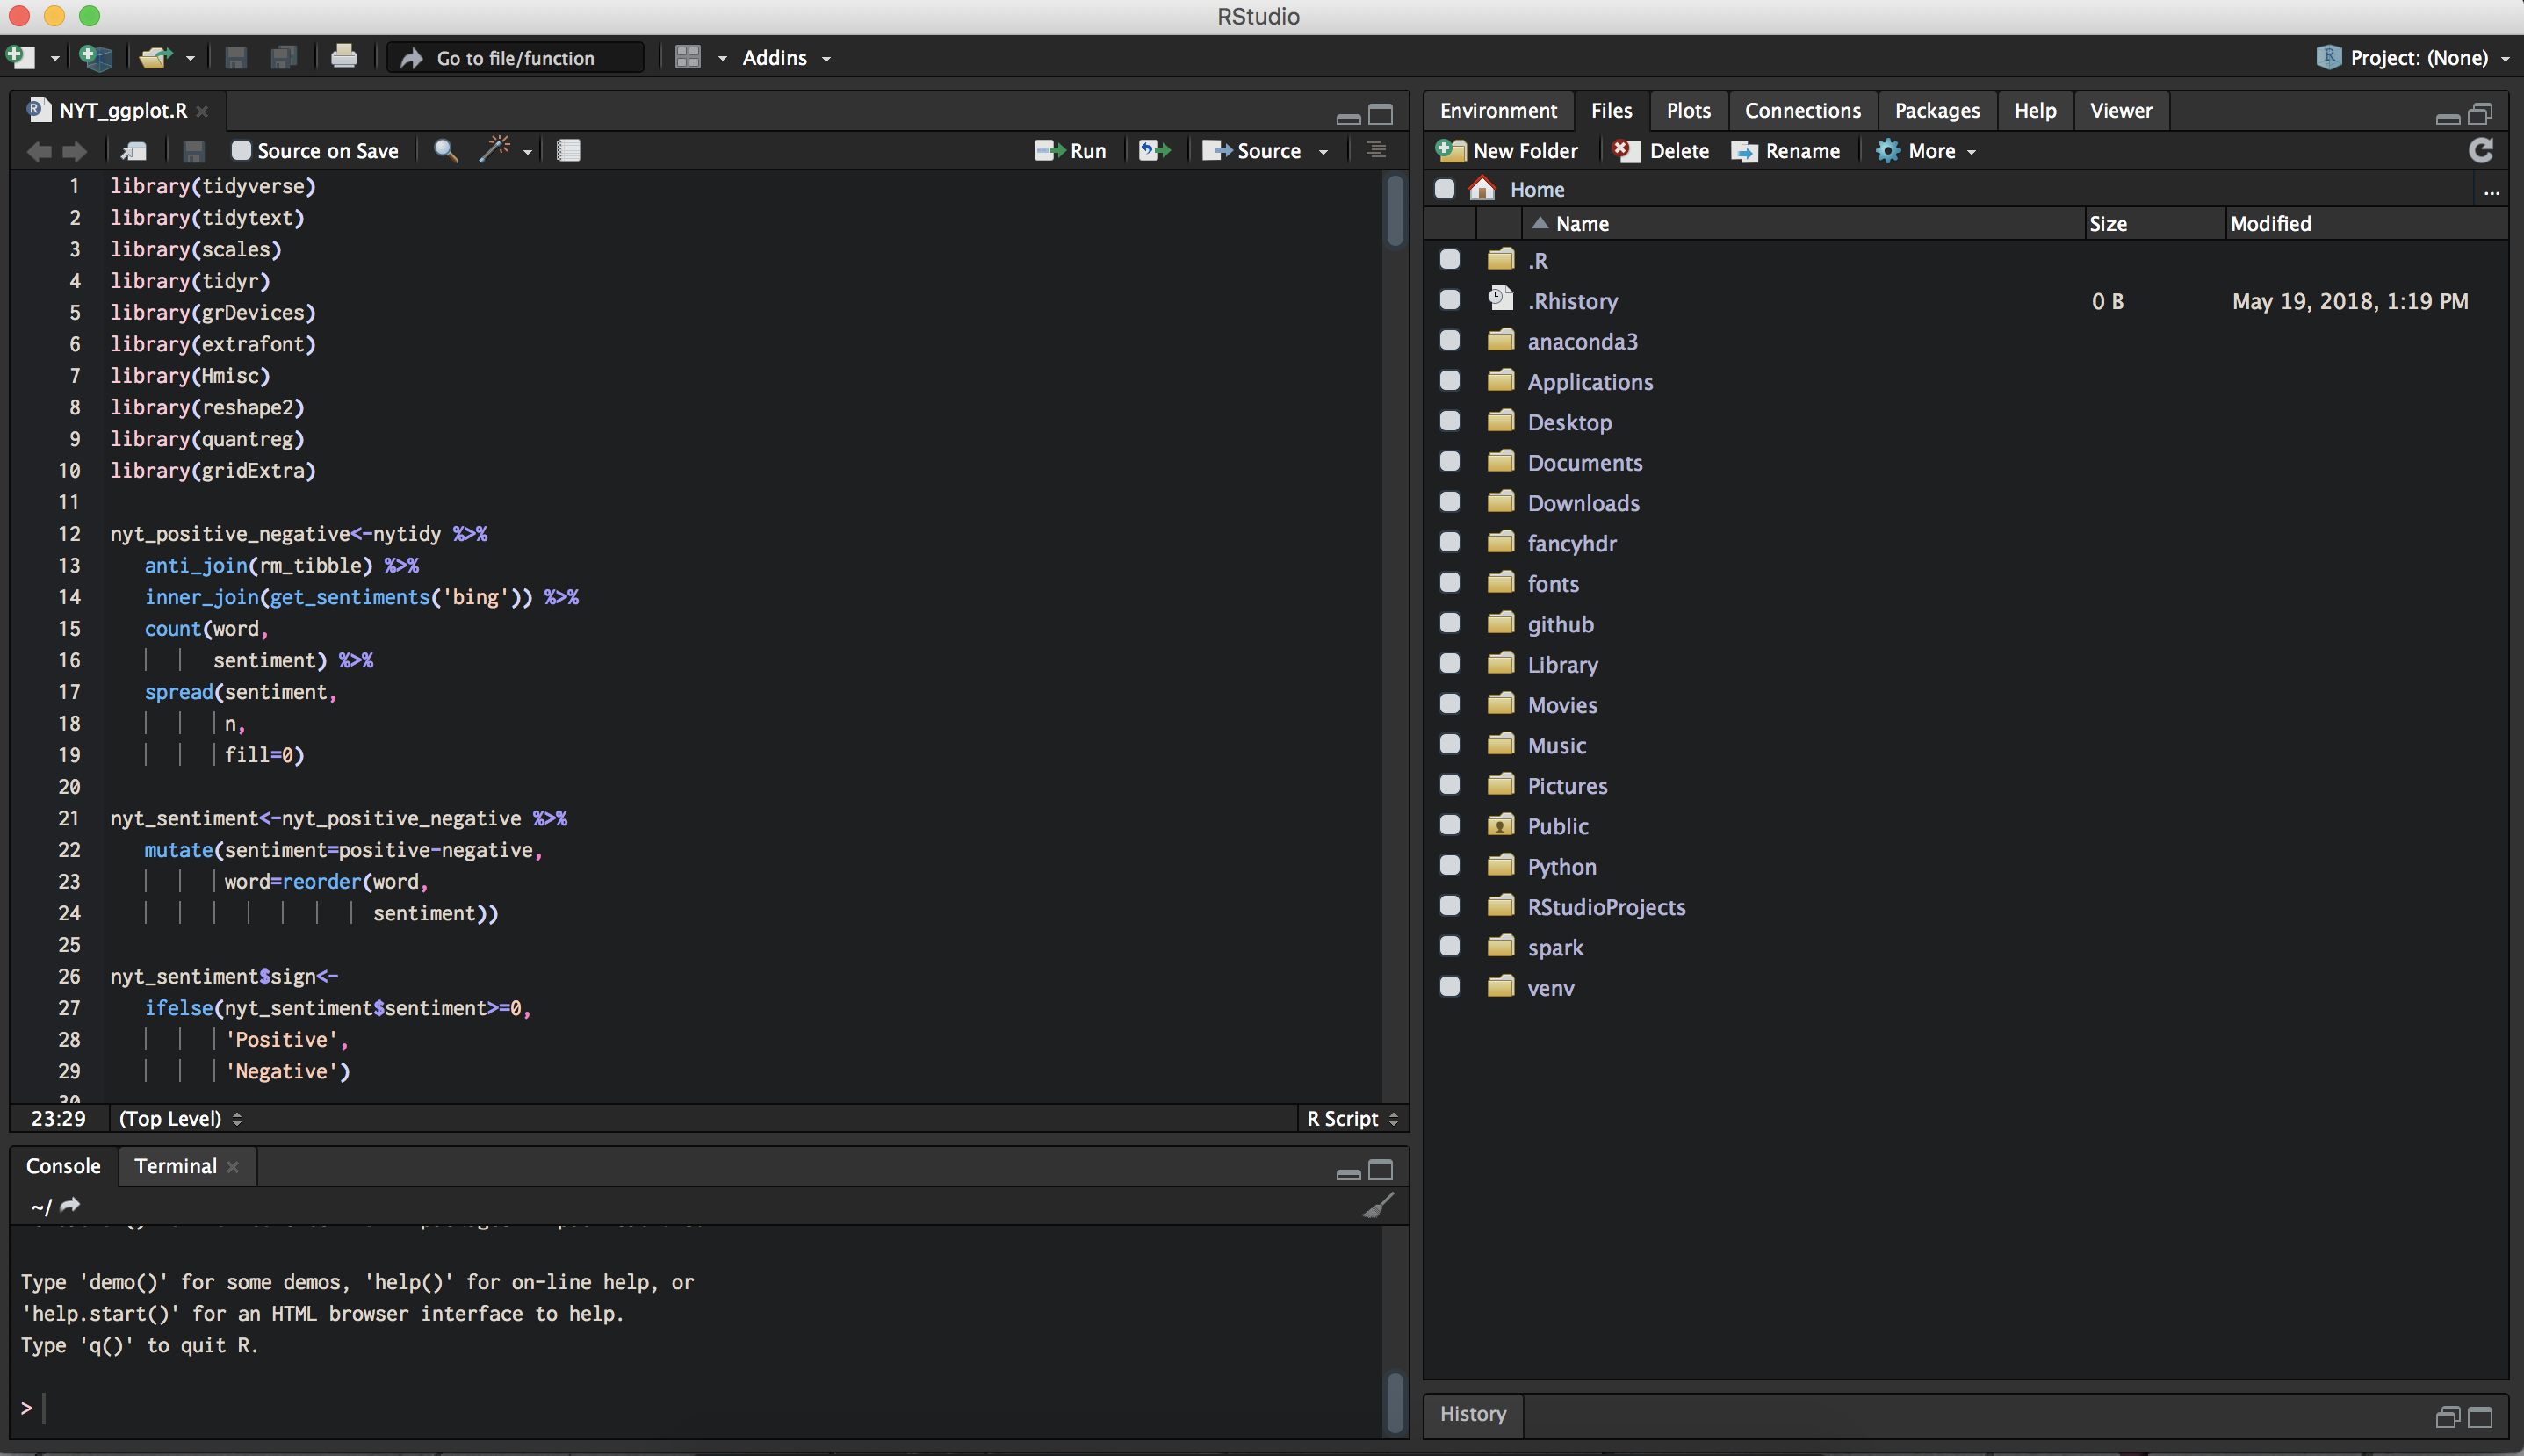 RStudio
Go to file/function
Addins
Project: (None)
NYT_ggplot.R
Source on Save
Run
Source
1 library(tidyverse)
2 library(tidytext)
3 library(scales)
4 library(tidyr)
5 library(grDevices)
6 library(extrafont)
7 library(Hmisc)
8 library(reshape2)
9 library(quantreg)
10 library(gridExtra)
11
12 nyt_positive_negative<-nytidy %>%
13 anti_join(rm_tibble) %>%
14 inner_join(get_sentiments('bing')) %>%
15 count(word,
16 sentiment) %>%
17 spread(sentiment,
18 n,
19 fill=0)
20
21 nyt_sentiment<-nyt_positive_negative %>%
22 mutate(sentiment=positive-negative,
23 word=reorder(word,
24 sentiment))
25
26 nyt_sentiment$sign<-
27 ifelse(nyt_sentiment$sentiment>=0,
28 'Positive',
29 'Negative')
30
23:29 (Top Level)
R Script
Console Terminal
~/
Type 'demo()' for some demos, 'help()' for on-line help, or
'help.start()' for an HTML browser interface to help.
Type 'q()' to quit R.
>
Environment Files Plots Connections Packages Help Viewer
New Folder Delete Rename More
Home ...
Name Size Modified
.R
.Rhistory 0 B May 19, 2018, 1:19 PM
anaconda3
Applications
Desktop
Documents
Downloads
fancyhdr
fonts
github
Library
Movies
Music
Pictures
Public
Python
RStudioProjects
spark
venv
History